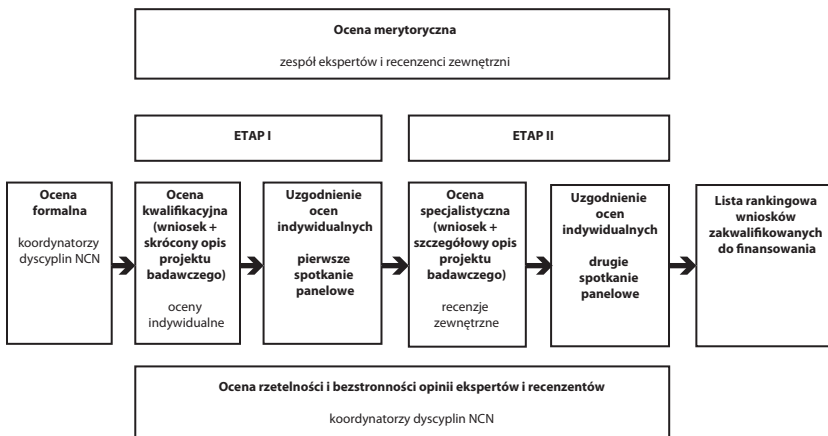 Ocena merytoryczna
zespół ekspertów i recenzenci zewnętrzni
ETAP I
ETAP II
Ocena
formalna
koordynatorzy
dyscyplin NCN
Ocena
kwalifikacyjna
(wniosek +
skrócony opis
projektu
badawczego)
oceny
indywidualne
Uzgodnienie
ocen
indywidualnych
pierwsze
spotkanie
panelowe
Ocena
specjalistyczna
(wniosek +
szczegółowy opis
projektu
badawczego)
recenzje
zewnętrzne
Uzgodnienie
ocen
indywidualnych
drugie
spotkanie
panelowe
Lista rankingowa
wniosków
zakwalifikowanych
do finansowania
Ocena rzetelności i bezstronności opinii ekspertów i recenzentów
koordynatorzy dyscyplin NCN